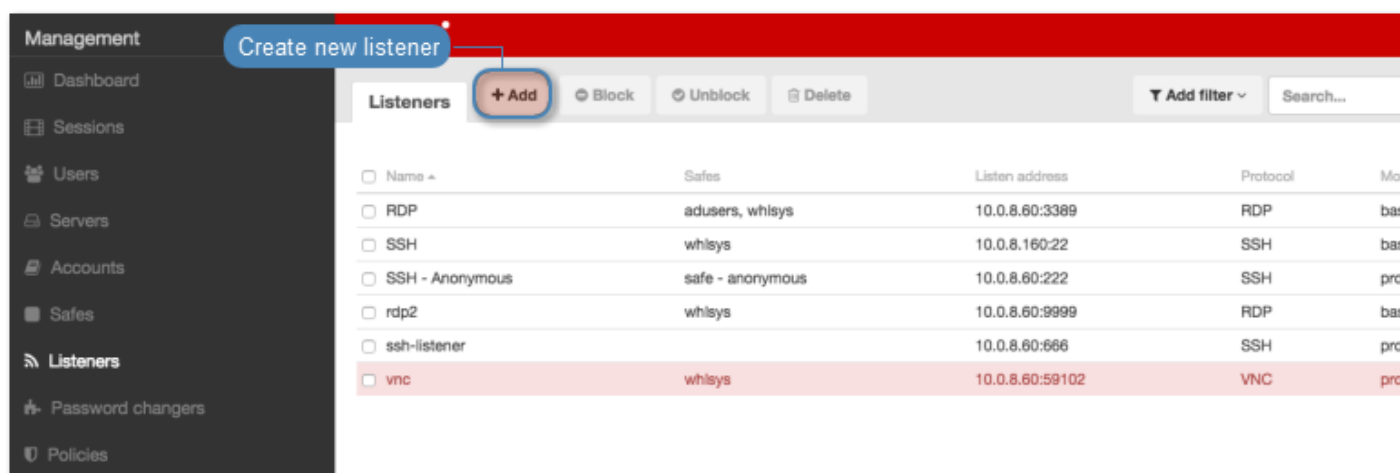 Management
Create new listener
Dashboard
Sessions
Users
Servers
Accounts
Safes
Listeners
Password changers
Policies
Listeners + Add Block Unblock Delete Add filter Search...
Name Safes Listen address Protocol
RDP adusers, whlsys 10.0.8.60:3389 RDP
SSH whlsys 10.0.8.160:22 SSH
SSH - Anonymous safe - anonymous 10.0.8.60:222 SSH
rdp2 whlsys 10.0.8.60:9999 RDP
ssh-listener 10.0.8.60:666 SSH
vnc whlsys 10.0.8.60:59102 VNC